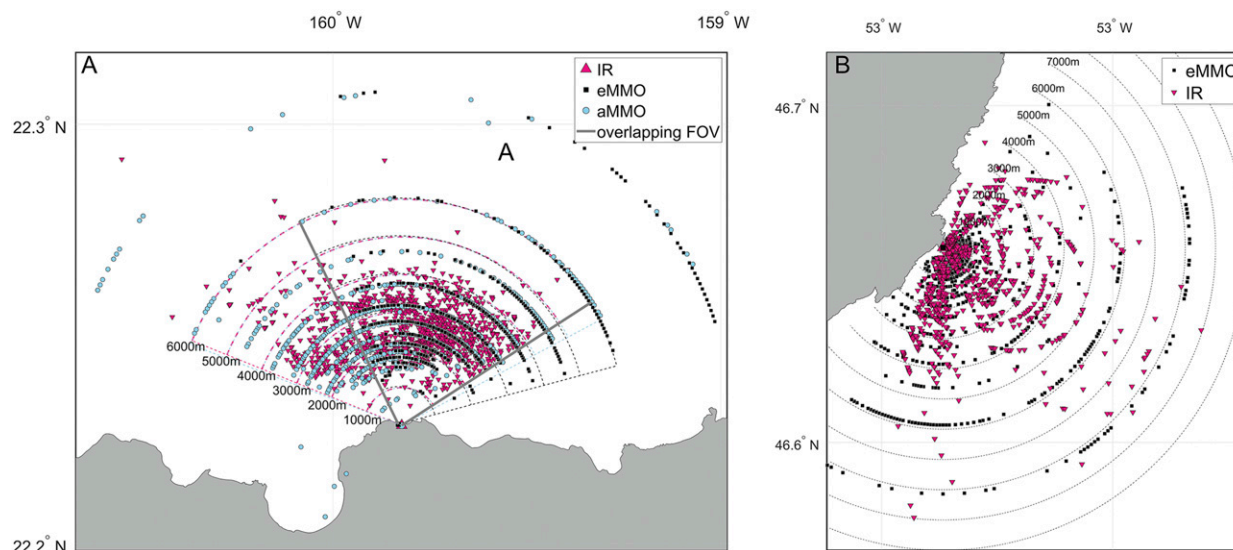 160° W
159° W
A
IR
eMMO
aMMO
overlapping FOV
22.3° N
A
6000m
5000m
4000m
3000m
2000m
1000m
22.2° N
53° W
53° W
B
eMMO
IR
7000m
6000m
5000m
4000m
3000m
2000m
46.7° N
46.6° N